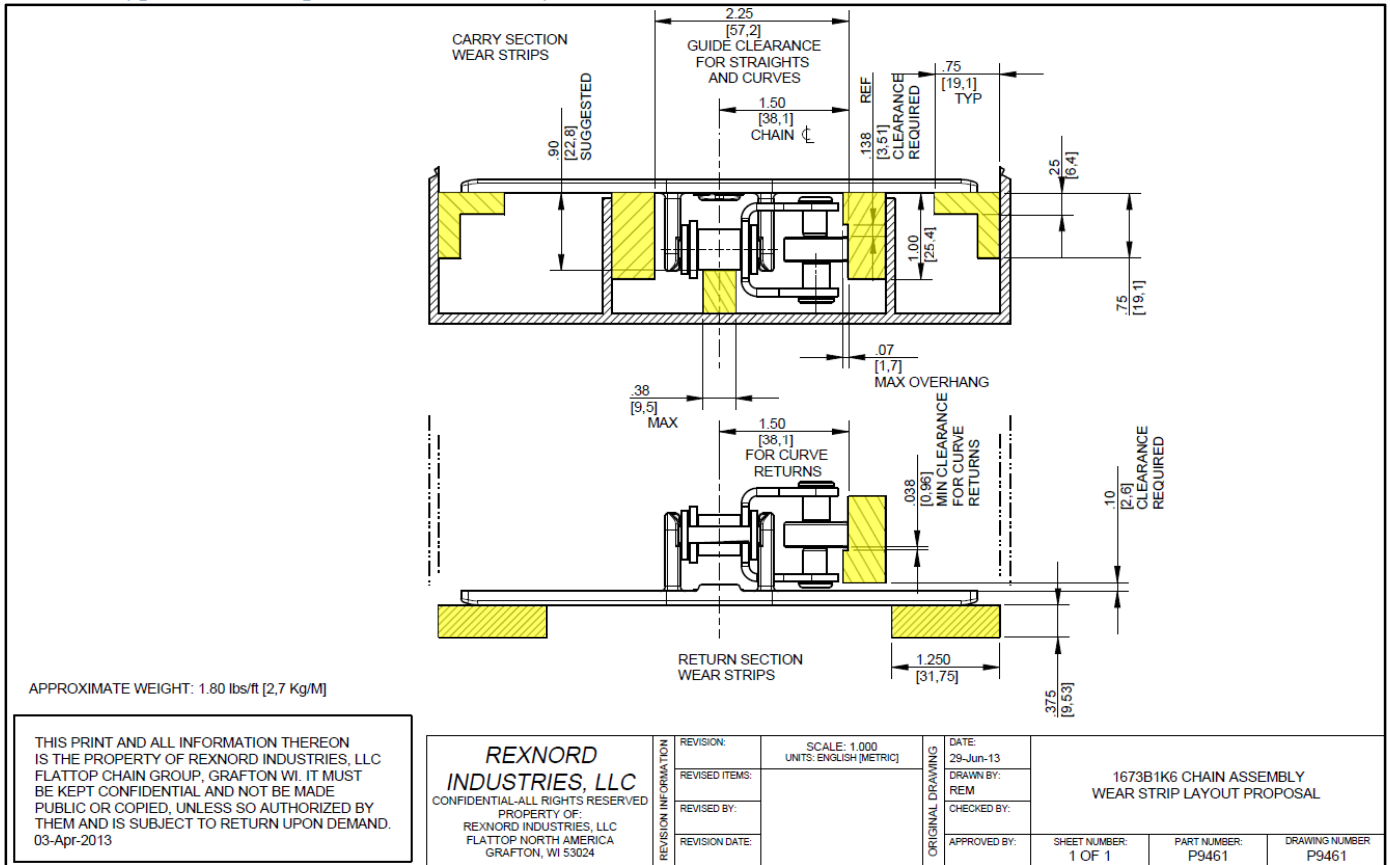 2.25
[57,2]
GUIDE CLEARANCE
FOR STRAIGHTS
AND CURVES
CARRY SECTION
WEAR STRIPS
.90
[22,8]
SUGGESTED
1.50
[38,1]
CHAIN ℄
.138
[3,51]
REF
CLEARANCE
REQUIRED
.75
[19,1]
TYP
.25
[6,4]
1.00
[25,4]
.75
[19,1]
.07
[1,7]
MAX OVERHANG
.38
[9,5]
MAX
1.50
[38,1]
FOR CURVE
RETURNS
.038
[0,96]
MIN CLEARANCE
FOR CURVE
RETURNS
.10
[2,6]
CLEARANCE
REQUIRED
RETURN SECTION
WEAR STRIPS
1.250
[31,75]
.375
[9,53]
APPROXIMATE WEIGHT: 1.80 lbs/ft [2,7 Kg/M]
THIS PRINT AND ALL INFORMATION THEREON
IS THE PROPERTY OF REXNORD INDUSTRIES, LLC
FLATTOP CHAIN GROUP, GRAFTON WI. IT MUST
BE KEPT CONFIDENTIAL AND NOT BE MADE
PUBLIC OR COPIED, UNLESS SO AUTHORIZED BY
THEM AND IS SUBJECT TO RETURN UPON DEMAND.
03-Apr-2013
REXNORD
INDUSTRIES, LLC
CONFIDENTIAL-ALL RIGHTS RESERVED
PROPERTY OF:
REXNORD INDUSTRIES, LLC
FLATTOP NORTH AMERICA
GRAFTON, WI 53024
REVISION INFORMATION
REVISION:
REVISED ITEMS:
REVISED BY:
REVISION DATE:
SCALE: 1.000
UNITS: ENGLISH [METRIC]
ORIGINAL DRAWING
DATE:
29-Jun-13
DRAWN BY:
REM
CHECKED BY:
APPROVED BY:
1673B1K6 CHAIN ASSEMBLY
WEAR STRIP LAYOUT PROPOSAL
SHEET NUMBER:
1 OF 1
PART NUMBER:
P9461
DRAWING NUMBER
P9461